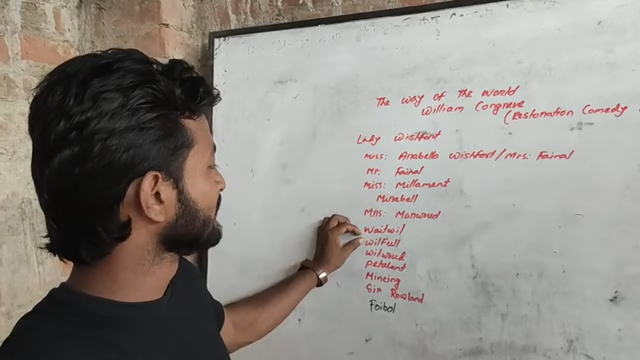 The way of the world
William Congreve
(Restoration Comedy
Lady Wishfort
Miss: Arabella Wishfort/Mrs: Fainal
Mr. Fainal
Miss: Millament
Mirabell
Mrs: Marwood
Waitwil
Wilfull
Witwoud
Petulant
Mincing
Sir Rowland
Foibol